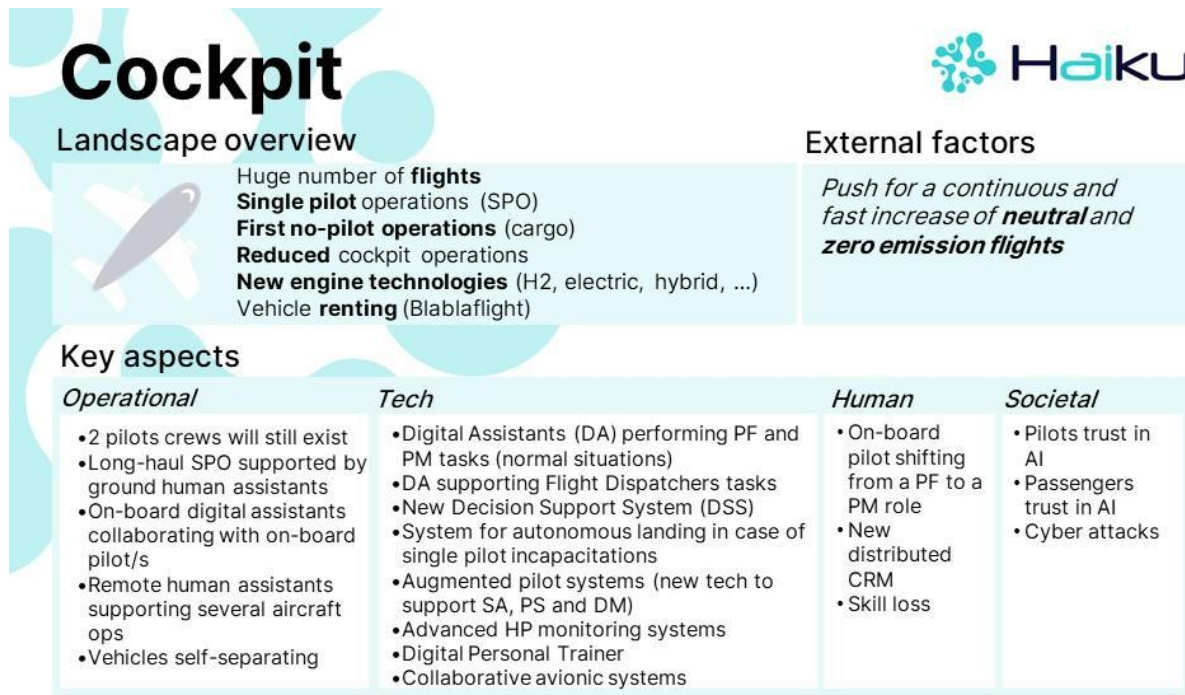 Cockpit
Haiku
Landscape overview
Huge number of flights
Single pilot operations (SPO)
First no-pilot operations (cargo)
Reduced cockpit operations
New engine technologies (H2, electric, hybrid, ...)
Vehicle renting (Blablaflight)
External factors
Push for a continuous and
fast increase of neutral and
zero emission flights
Key aspects
Operational
•2 pilots crews will still exist
•Long-haul SPO supported by
ground human assistants
•On-board digital assistants
collaborating with on-board
pilot/s
•Remote human assistants
supporting several aircraft
ops
•Vehicles self-separating
Tech
•Digital Assistants (DA) performing PF and
PM tasks (normal situations)
•DA supporting Flight Dispatchers tasks
•New Decision Support System (DSS)
•System for autonomous landing in case of
single pilot incapacitations
•Augmented pilot systems (new tech to
support SA, PS and DM)
•Advanced HP monitoring systems
•Digital Personal Trainer
•Collaborative avionic systems
Human
• On-board
pilot shifting
from a PF to a
PM role
• New
distributed
CRM
• Skill loss
Societal
• Pilots trust in
AI
• Passengers
trust in AI
• Cyber attacks